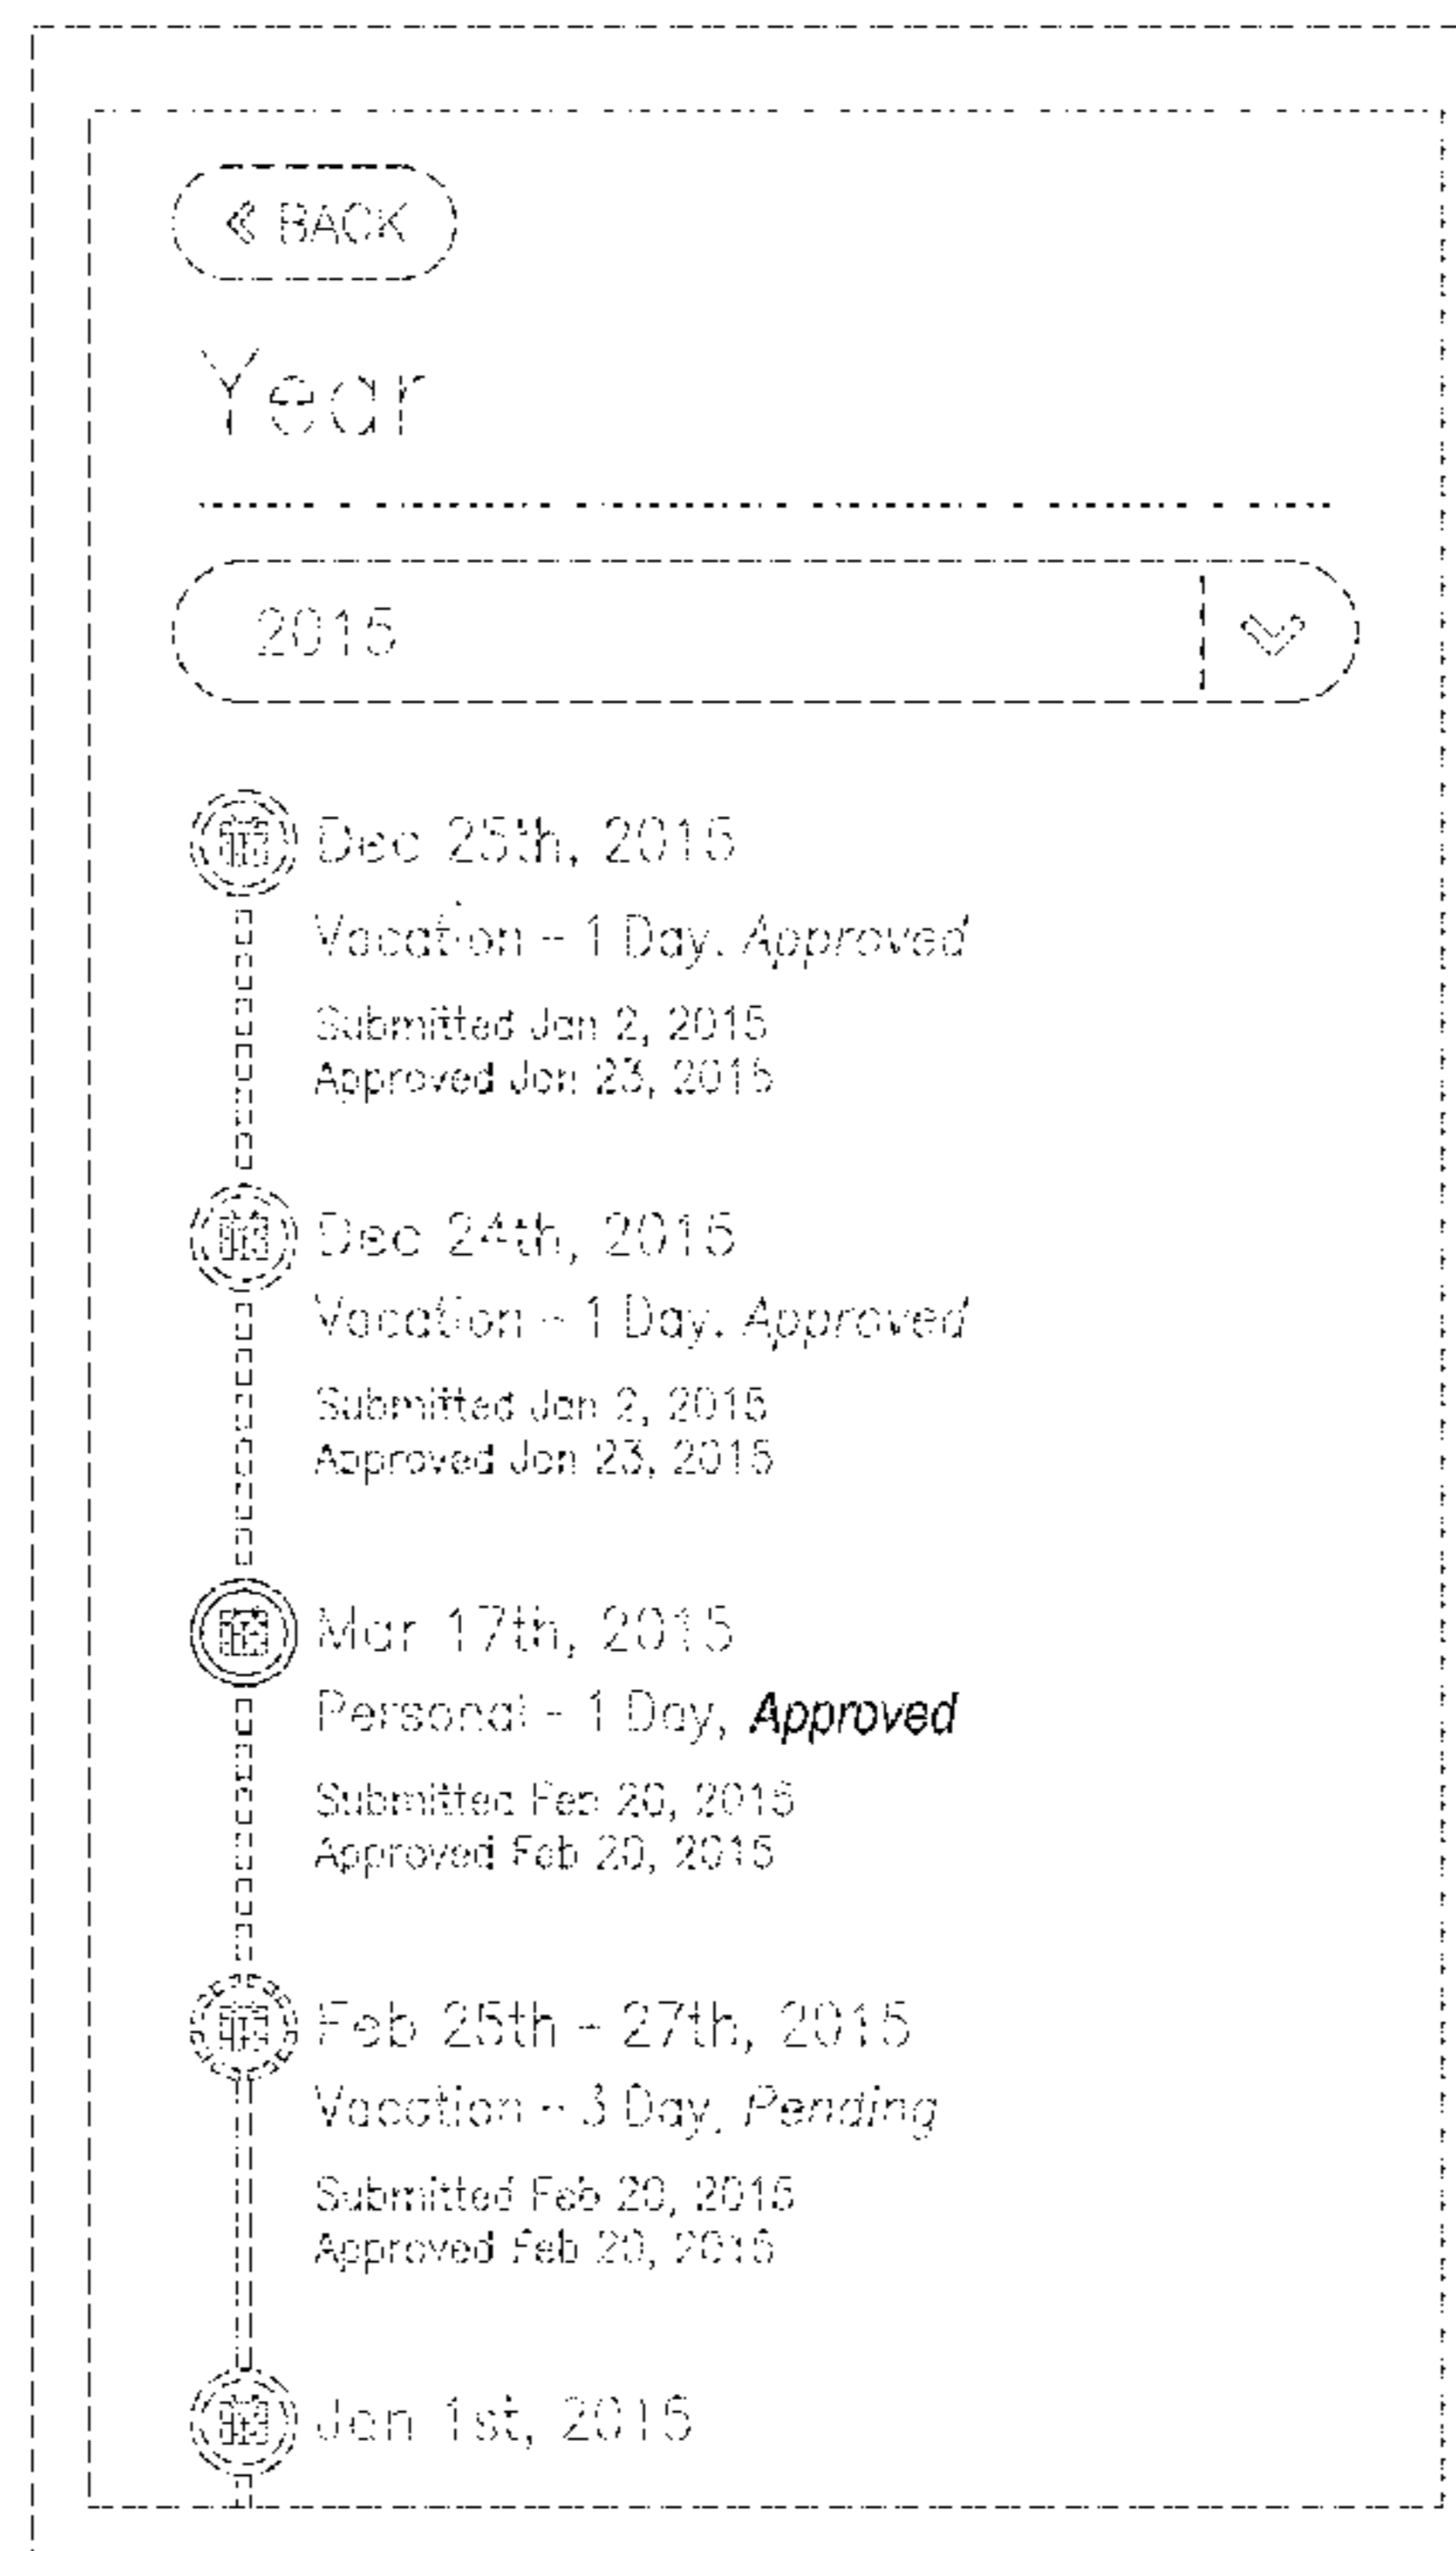 « BACK
Year
2015
Dec 25th, 2015
Vacation - 1 Day, Approved
Submitted Jan 2, 2015
Approved Jan 23, 2015
Dec 24th, 2015
Vacation - 1 Day, Approved
Submitted Jan 2, 2015
Approved Jan 23, 2015
Mar 17th, 2015
Personal - 1 Day, Approved
Submitted Feb 20, 2015
Approved Feb 20, 2015
Feb 25th - 27th, 2015
Vacation - 3 Day, Pending
Submitted Feb 20, 2015
Approved Feb 20, 2015
Jan 1st, 2015